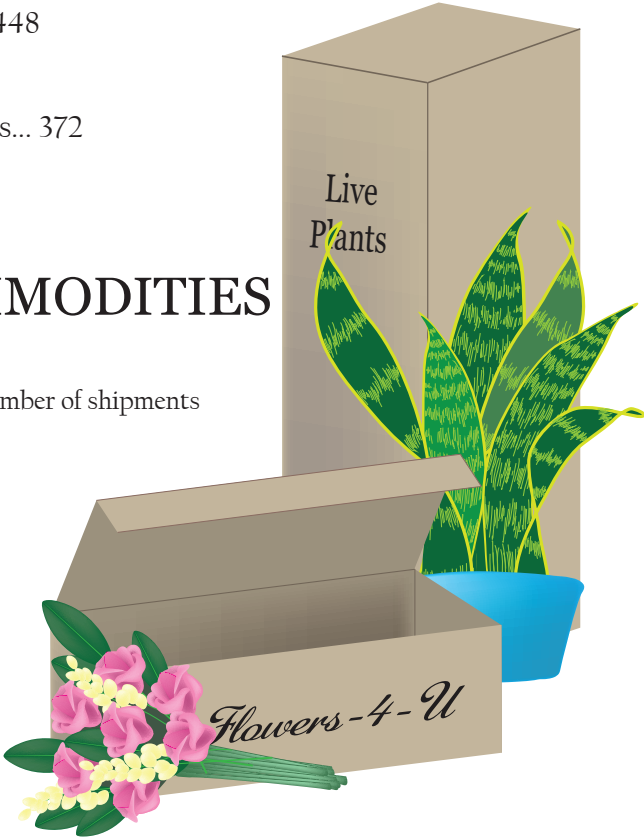 448
s... 372
MODITIES
mber of shipments
Live
Plants
Flowers-4-U